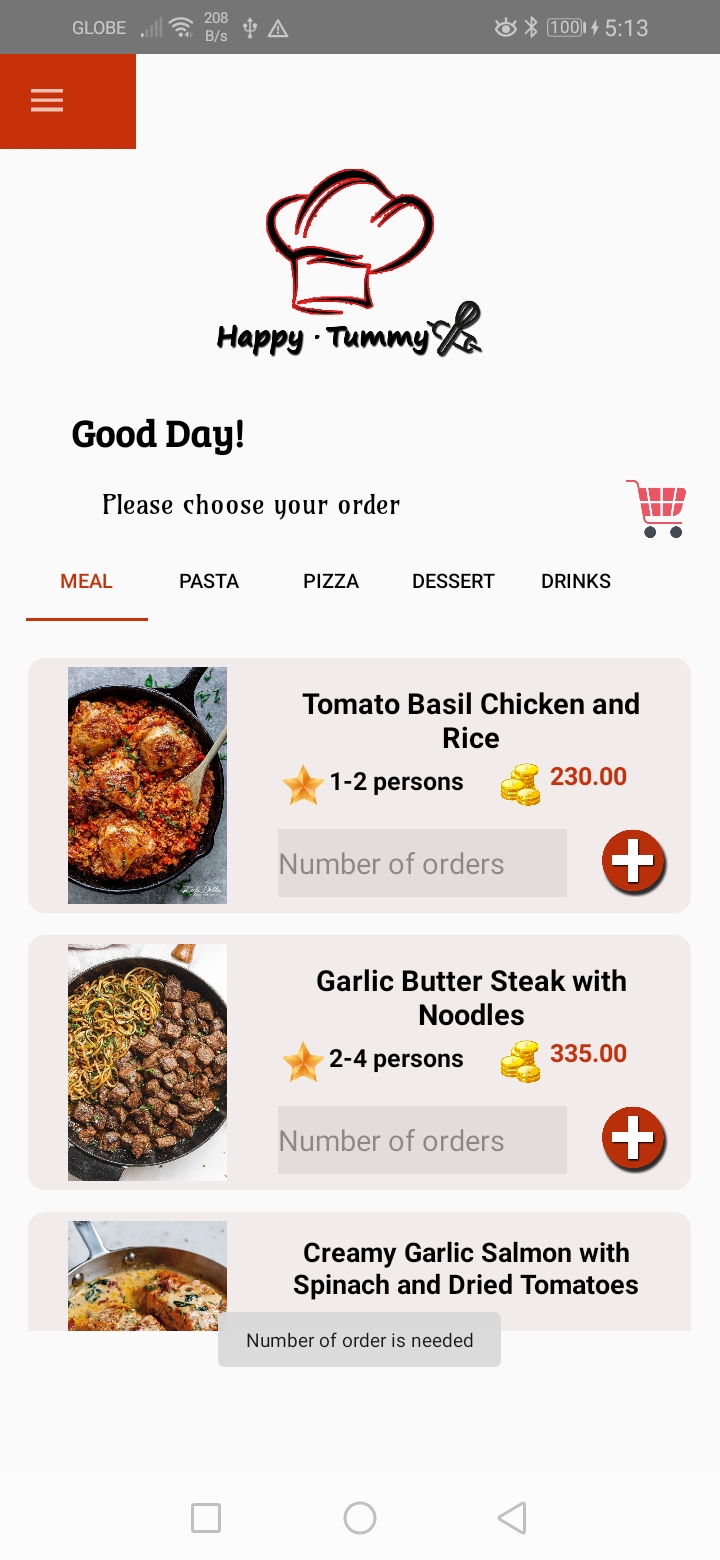 GLOBE 208 B/s 100 5:13
Happy · Tummy
Good Day!
Please choose your order
MEAL PASTA PIZZA DESSERT DRINKS
Tomato Basil Chicken and
Rice
1-2 persons 230.00
Number of orders
Garlic Butter Steak with
Noodles
2-4 persons 335.00
Number of orders
Creamy Garlic Salmon with
Spinach and Dried Tomatoes
Number of order is needed